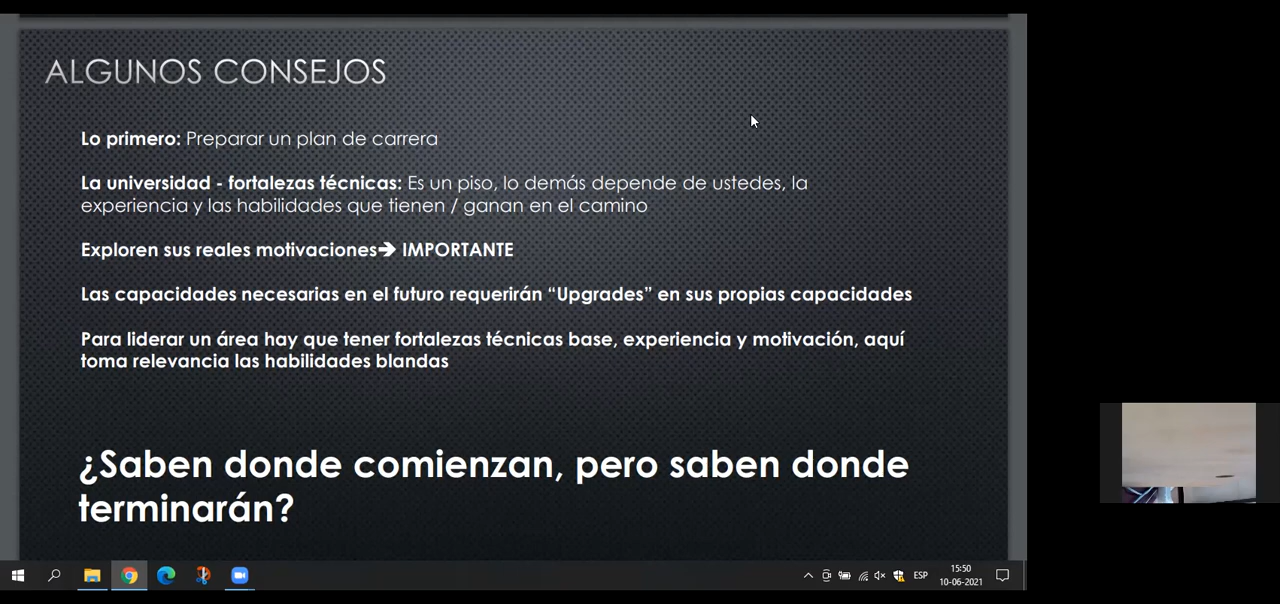 ALGUNOS CONSEJOS
Lo primero: Preparar un plan de carrera
La universidad - fortalezas técnicas: Es un piso, lo demás depende de ustedes, la
experiencia y las habilidades que tienen / ganan en el camino
Exploren sus reales motivaciones➔ IMPORTANTE
Las capacidades necesarias en el futuro requerirán “Upgrades” en sus propias capacidades
Para liderar un área hay que tener fortalezas técnicas base, experiencia y motivación, aquí
toma relevancia las habilidades blandas
¿Saben donde comienzan, pero saben donde
terminarán?
ESP
15:50
10-06-2021